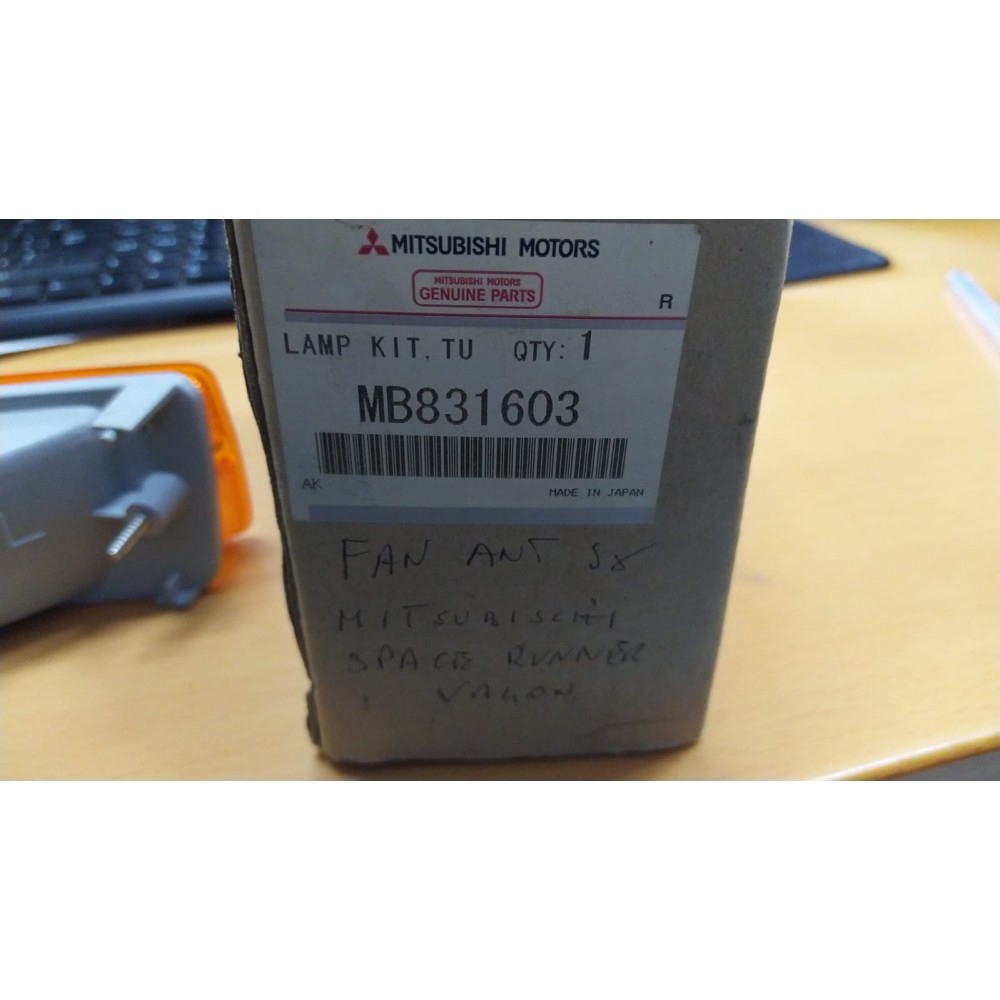 MITSUBISHI MOTORS
MITSUBISHI MOTORS
GENUINE PARTS
R
LAMP KIT, TU QTY: 1
MB831603
AK
MADE IN JAPAN
FAN ANT SX
MITSUBISCHI
SPACE RUNNER
VAGON
L